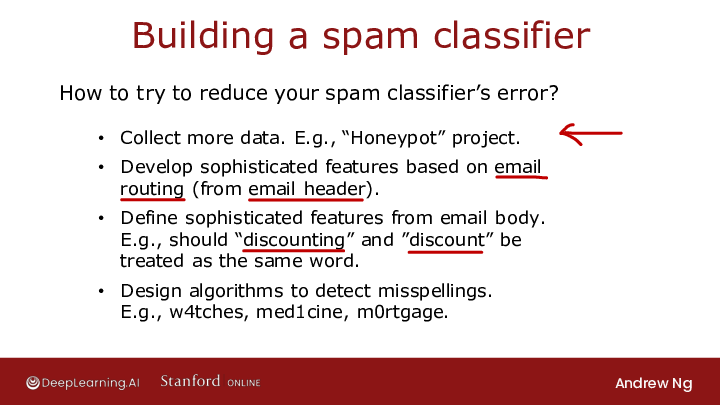 Building a spam classifier
How to try to reduce your spam classifier’s error?
• Collect more data. E.g., “Honeypot” project.
• Develop sophisticated features based on email
routing (from email header).
• Define sophisticated features from email body.
E.g., should “discounting” and ”discount” be
treated as the same word.
• Design algorithms to detect misspellings.
E.g., w4tches, med1cine, m0rtgage.
DeepLearning.AI Stanford ONLINE Andrew Ng